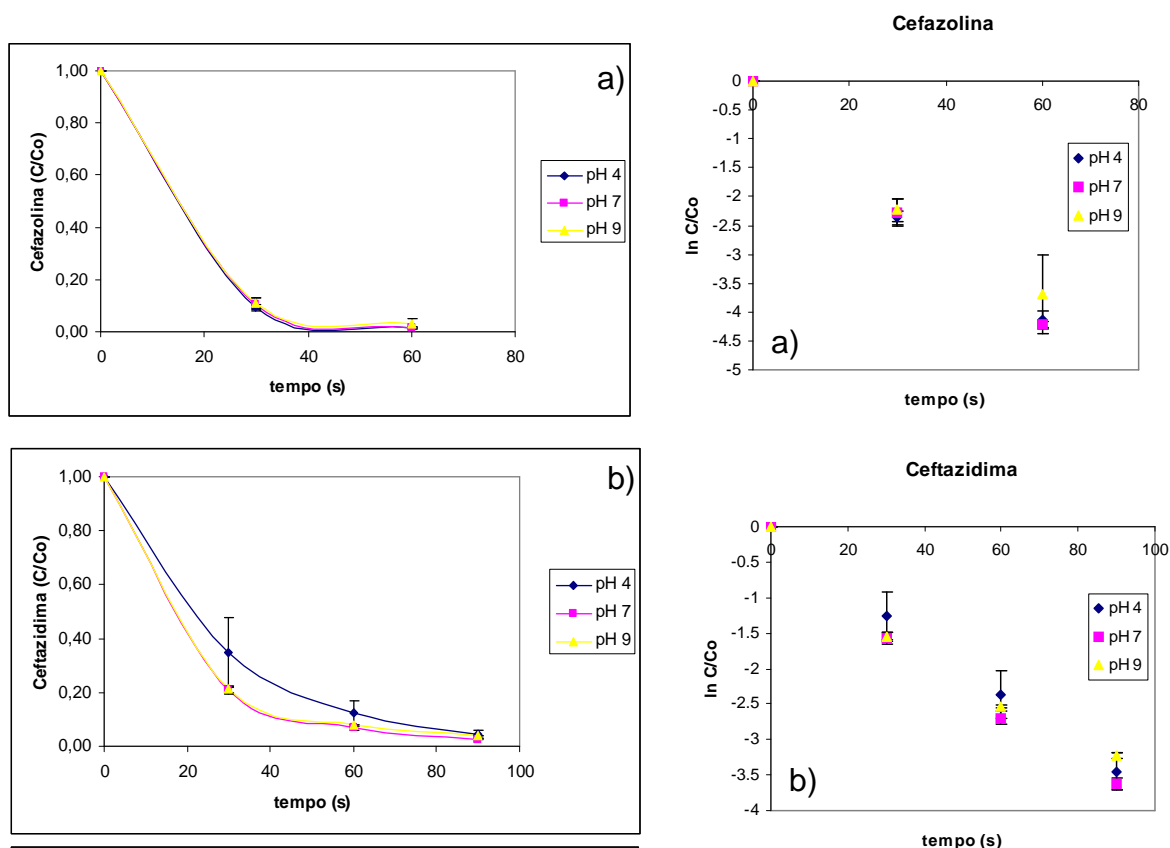 a)
1,00
0,80
0,60
0,40
0,20
0,00
0 20 40 60 80
Cefazolina (C/Co)
tempo (s)
pH 4
pH 7
pH 9
Cefazolina
0
-0.5
-1
-1.5
-2
-2.5
-3
-3.5
-4
-4.5
-5
0 20 40 60 80
ln C/Co
tempo (s)
pH 4
pH 7
pH 9
a)
b)
1,00
0,80
0,60
0,40
0,20
0,00
0 20 40 60 80 100
Ceftazidima (C/Co)
tempo (s)
pH 4
pH 7
pH 9
Ceftazidima
0
-0.5
-1
-1.5
-2
-2.5
-3
-3.5
-4
0 20 40 60 80 100
ln C/Co
tempo (s)
pH 4
pH 7
pH 9
b)